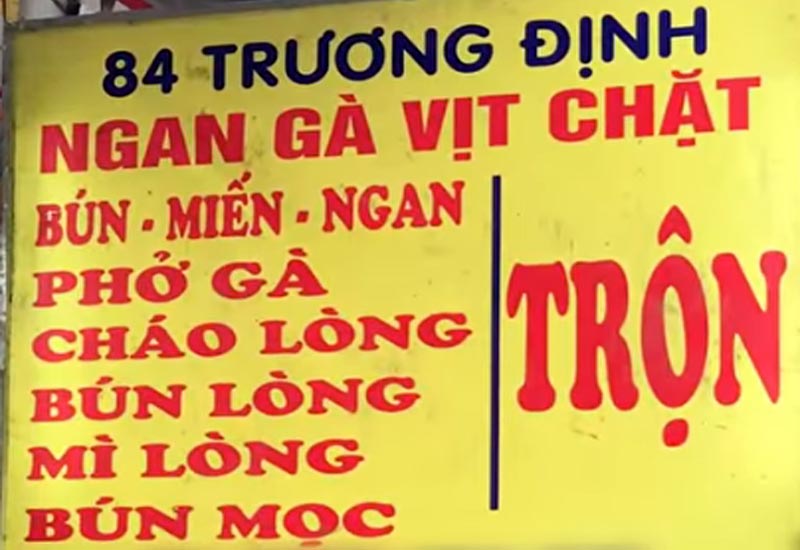 84 TRƯƠNG ĐỊNH
NGAN GÀ VỊT CHẶT
BÚN - MIẾN - NGAN
PHỞ GÀ
CHÁO LÒNG
BÚN LÒNG
MÌ LÒNG
BÚN MỌC
TRỘN